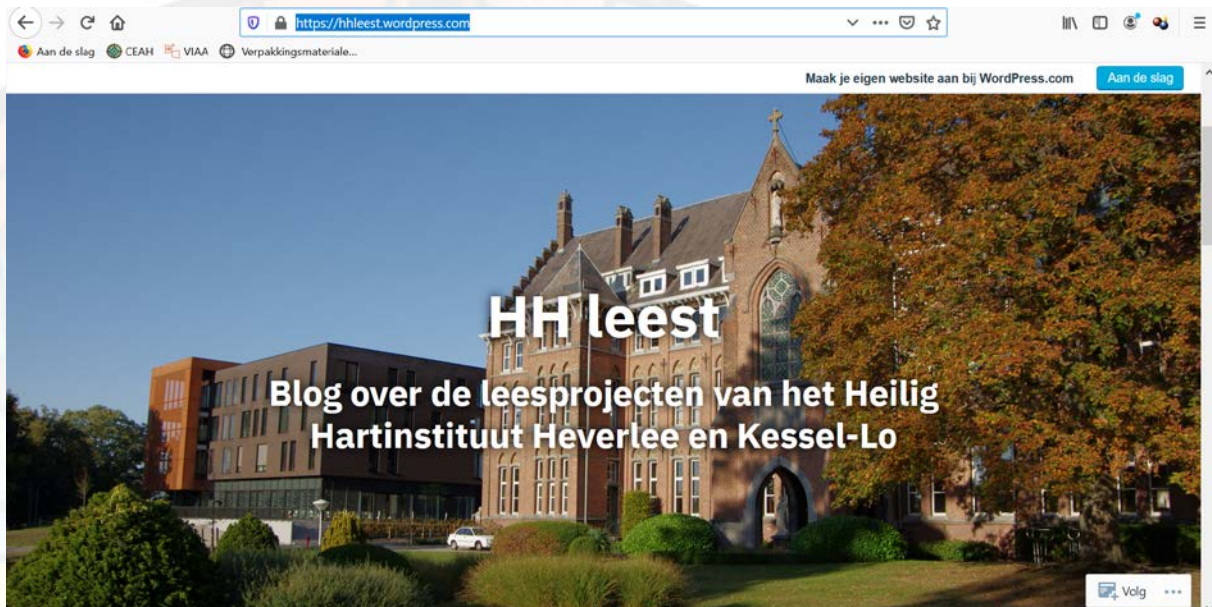 https://hhleest.wordpress.com
Aan de slag CEAH VIAA Verpakkingsmateriale...
Maak je eigen website aan bij WordPress.com Aan de slag
HH leest
Blog over de leesprojecten van het Heilig
Hartinstituut Heverlee en Kessel-Lo
Volg